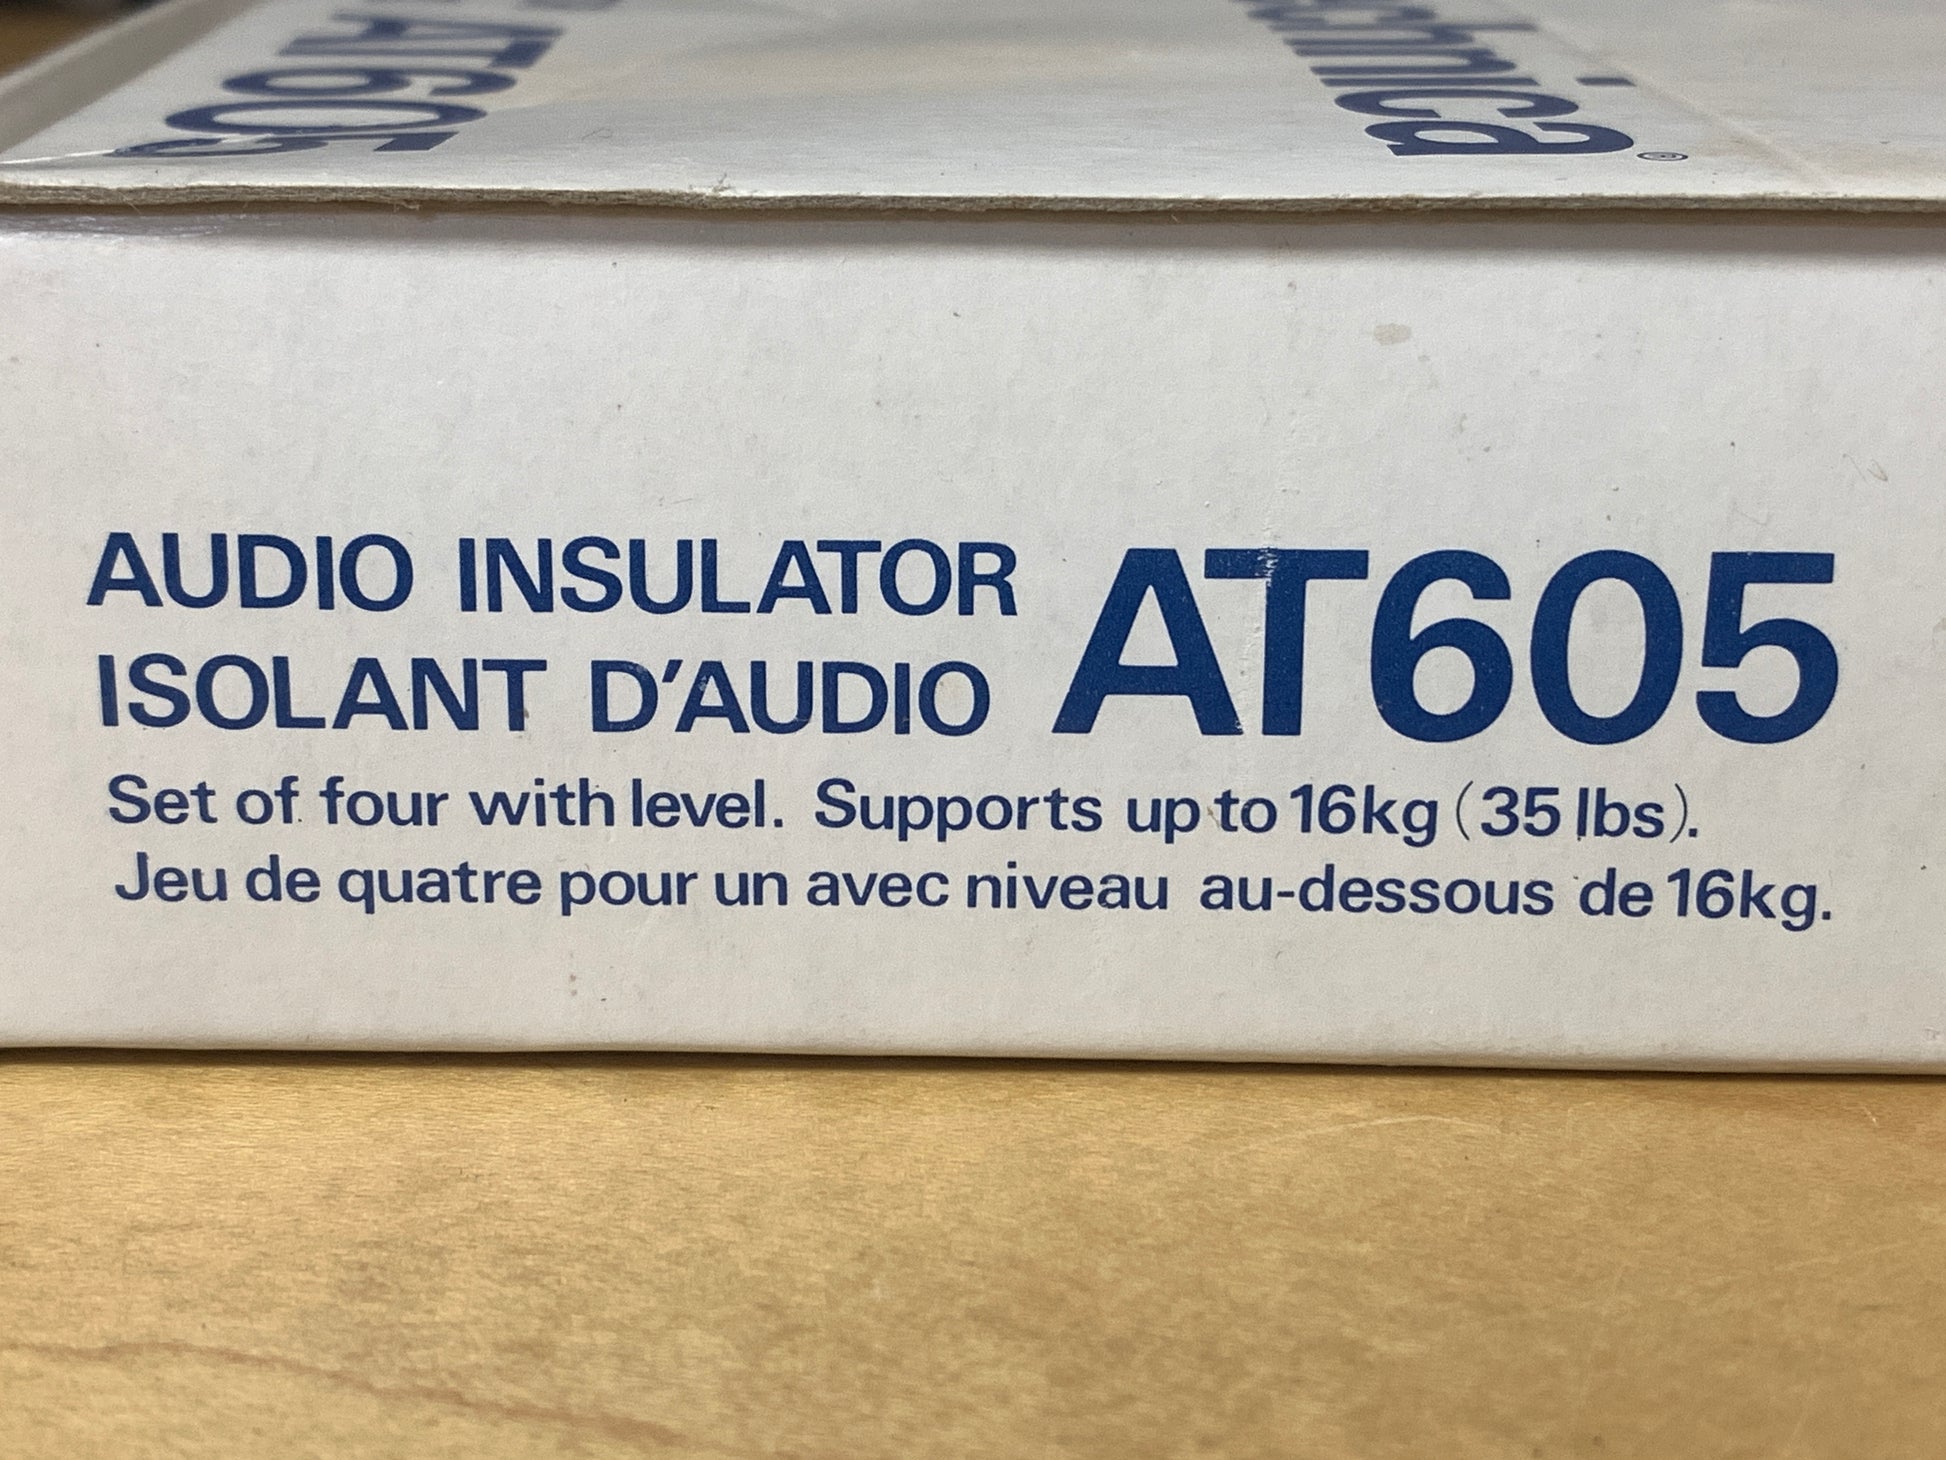 AT605
AUDIO INSULATOR AT605
ISOLANT D'AUDIO
Set of four with level. Supports up to 16kg (35 lbs).
Jeu de quatre pour un avec niveau au-dessous de 16kg.